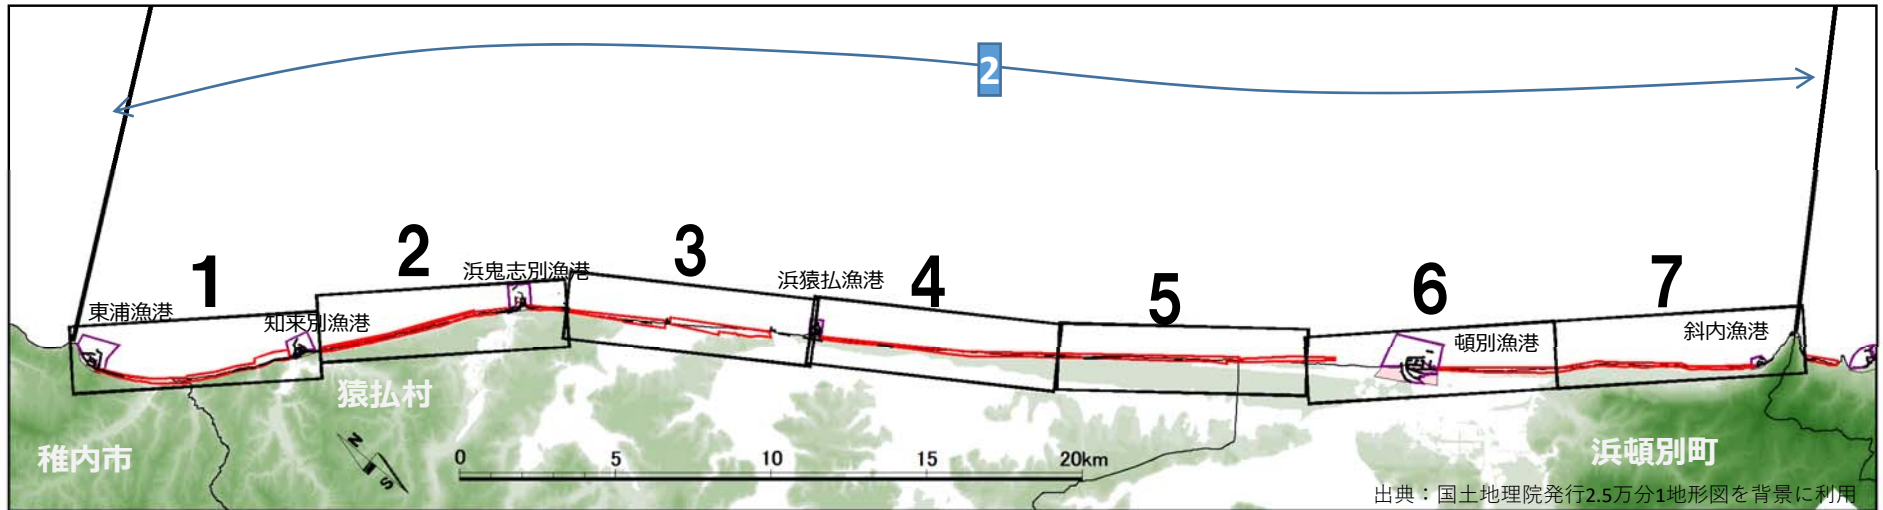 2
1
2
3
4
5
6
7
東浦漁港
知来別漁港
浜鬼志別漁港
浜猿払漁港
頓別漁港
斜内漁港
稚内市
猿払村
浜頓別町
N
S
0 5 10 15 20km
出典：国土地理院発行2.5万分1地形図を背景に利用